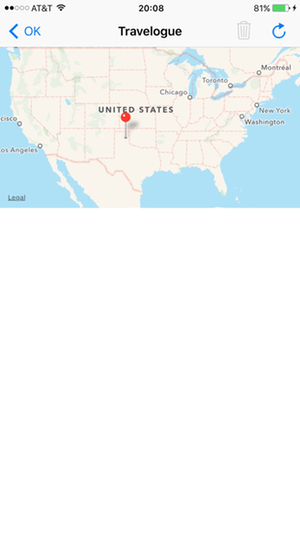 AT&T 20:08 81%
OK Travelogue
Montréal
Toronto
Chicago
New York
UNITED STATES
Washington
cisco
os Angeles
Legal